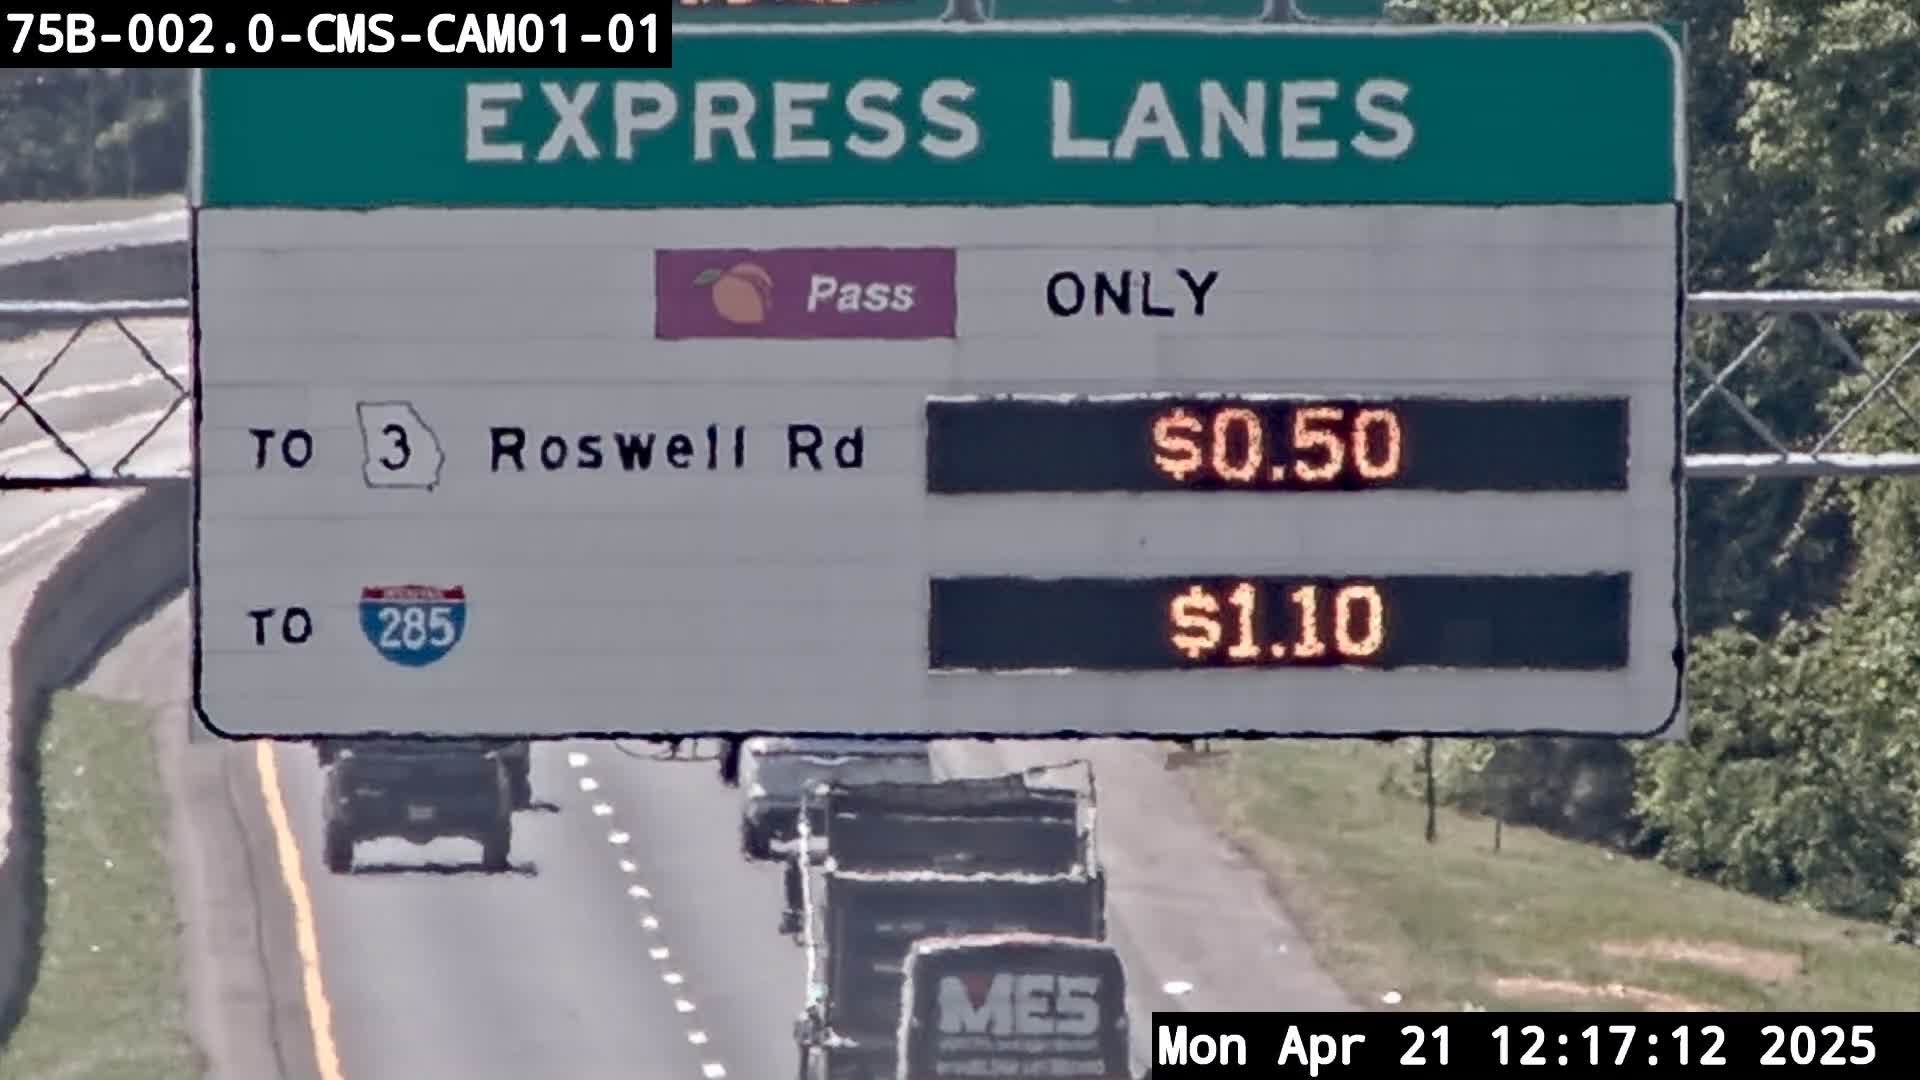 75B-002.0-CMS-CAM01-01
EXPRESS LANES
Pass ONLY
TO 3 Roswell Rd $0.50
TO 285 $1.10
MES
Mon Apr 21 12:17:12 2025